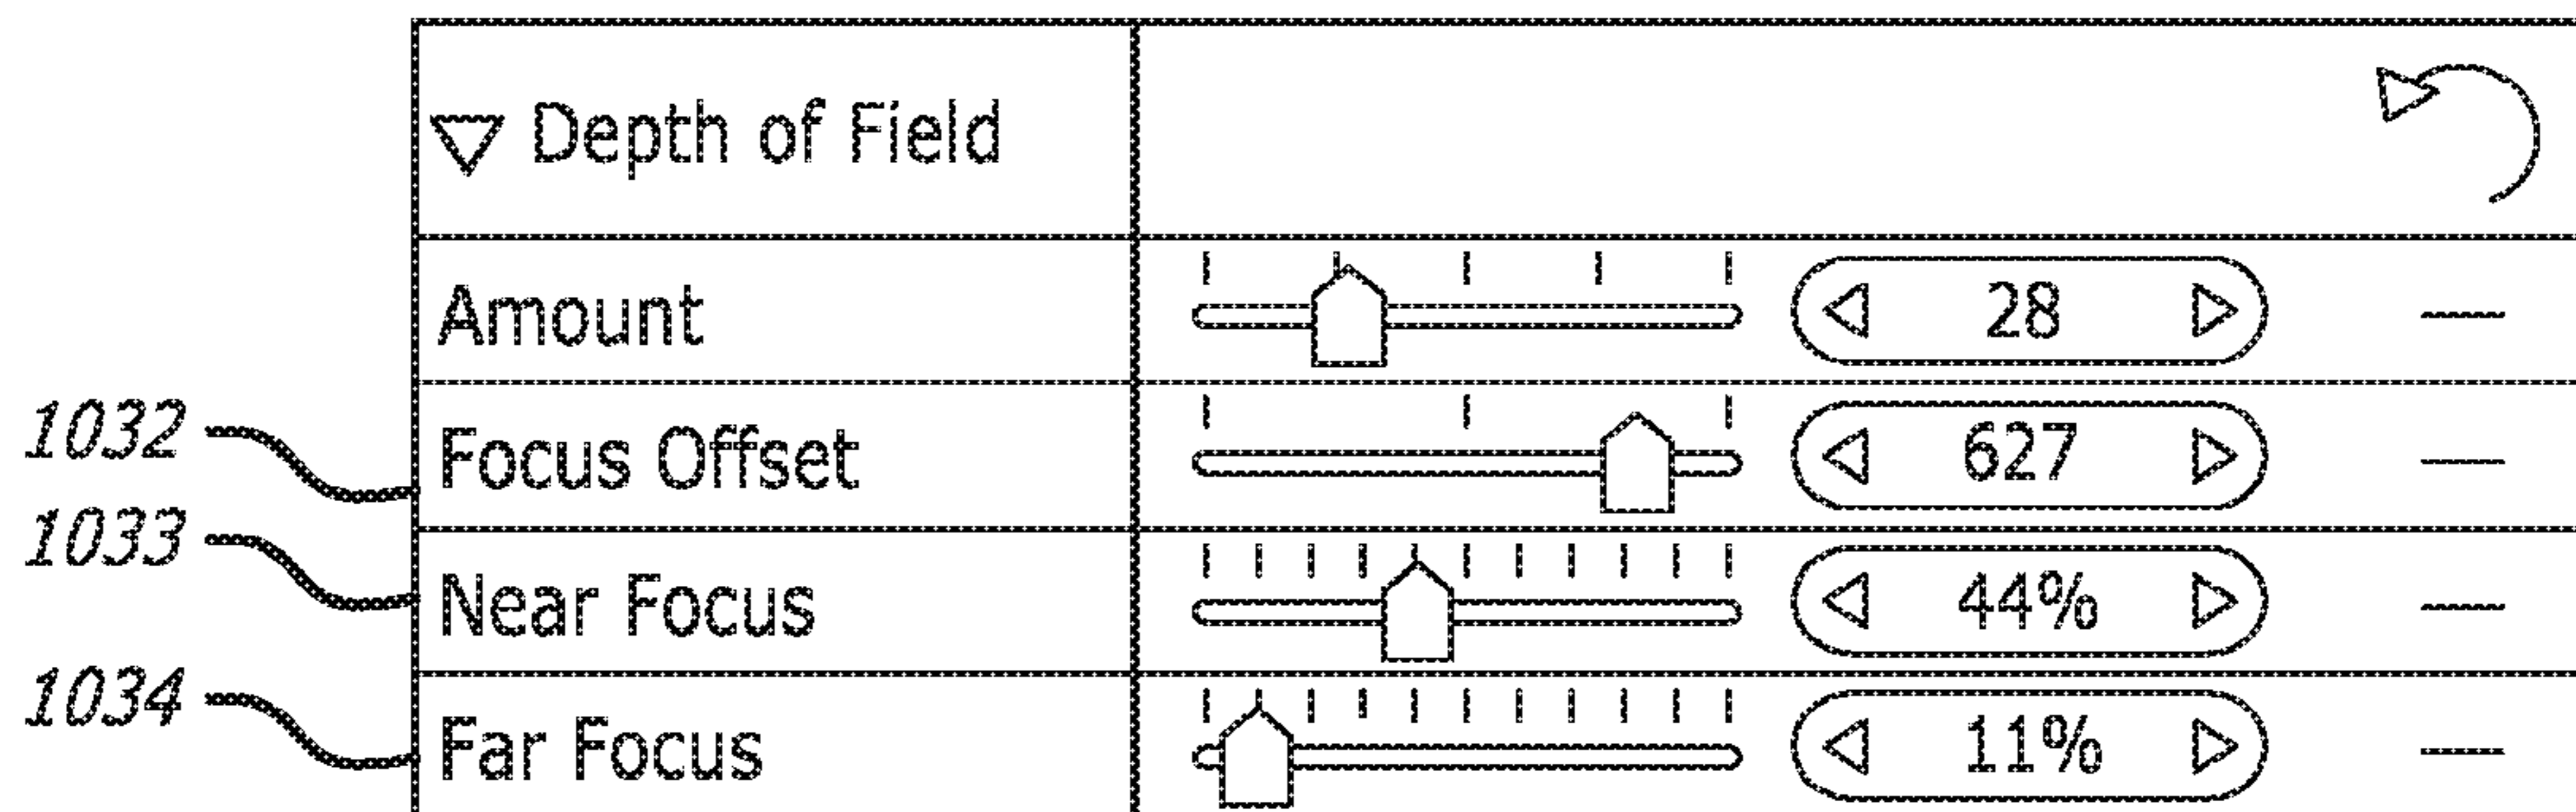 Depth of Field
Amount 28
1032 Focus Offset 627
1033 Near Focus 44%
1034 Far Focus 11%